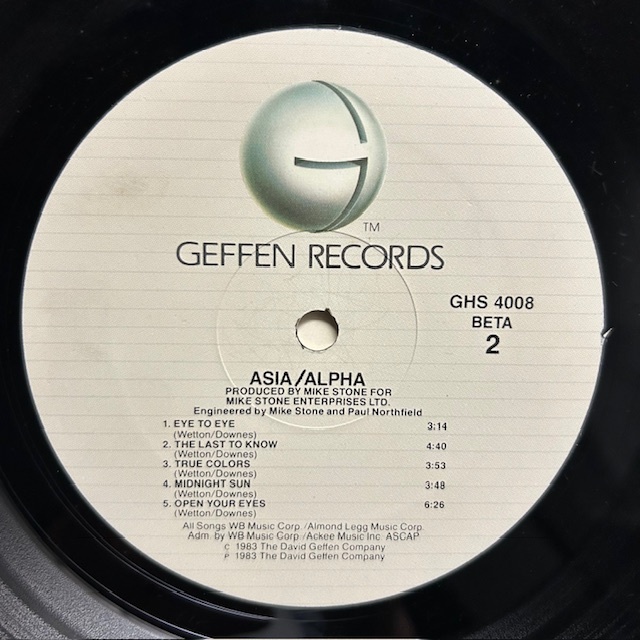 TM
GEFFEN RECORDS
GHS 4008
BETA
2
ASIA/ALPHA
PRODUCED BY MIKE STONE FOR
MIKE STONE ENTERPRISES LTD.
Engineered by Mike Stone and Paul Northfield
1. EYE TO EYE 3:14
(Wetton/Downes)
2. THE LAST TO KNOW 4:40
(Wetton/Downes)
3. TRUE COLORS 3:53
(Wetton/Downes)
4. MIDNIGHT SUN 3:48
(Wetton/Downes)
5. OPEN YOUR EYES 6:26
(Wetton/Downes)
All Songs WB Music Corp./Almond Legg Music Corp.
Adm. by WB Music Corp./Ackee Music Inc. ASCAP
© 1983 The David Geffen Company
℗ 1983 The David Geffen Company